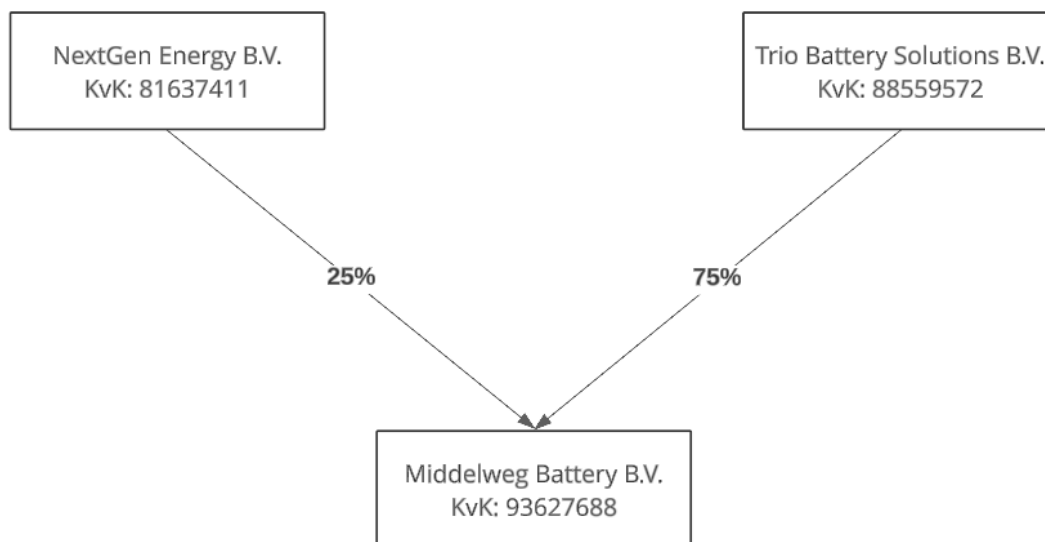 NextGen Energy B.V.
KvK: 81637411
Trio Battery Solutions B.V.
KvK: 88559572
25%
75%
Middelweg Battery B.V.
KvK: 93627688